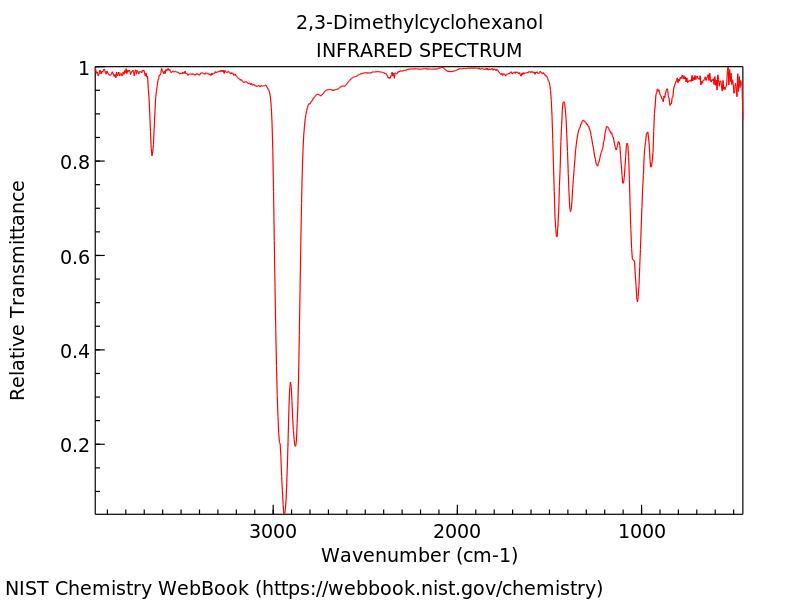 2,3-Dimethylcyclohexanol
INFRARED SPECTRUM
1
0.8
0.6
0.4
0.2
Relative Transmittance
3000 2000 1000
Wavenumber (cm-1)
NIST Chemistry WebBook (https://webbook.nist.gov/chemistry)